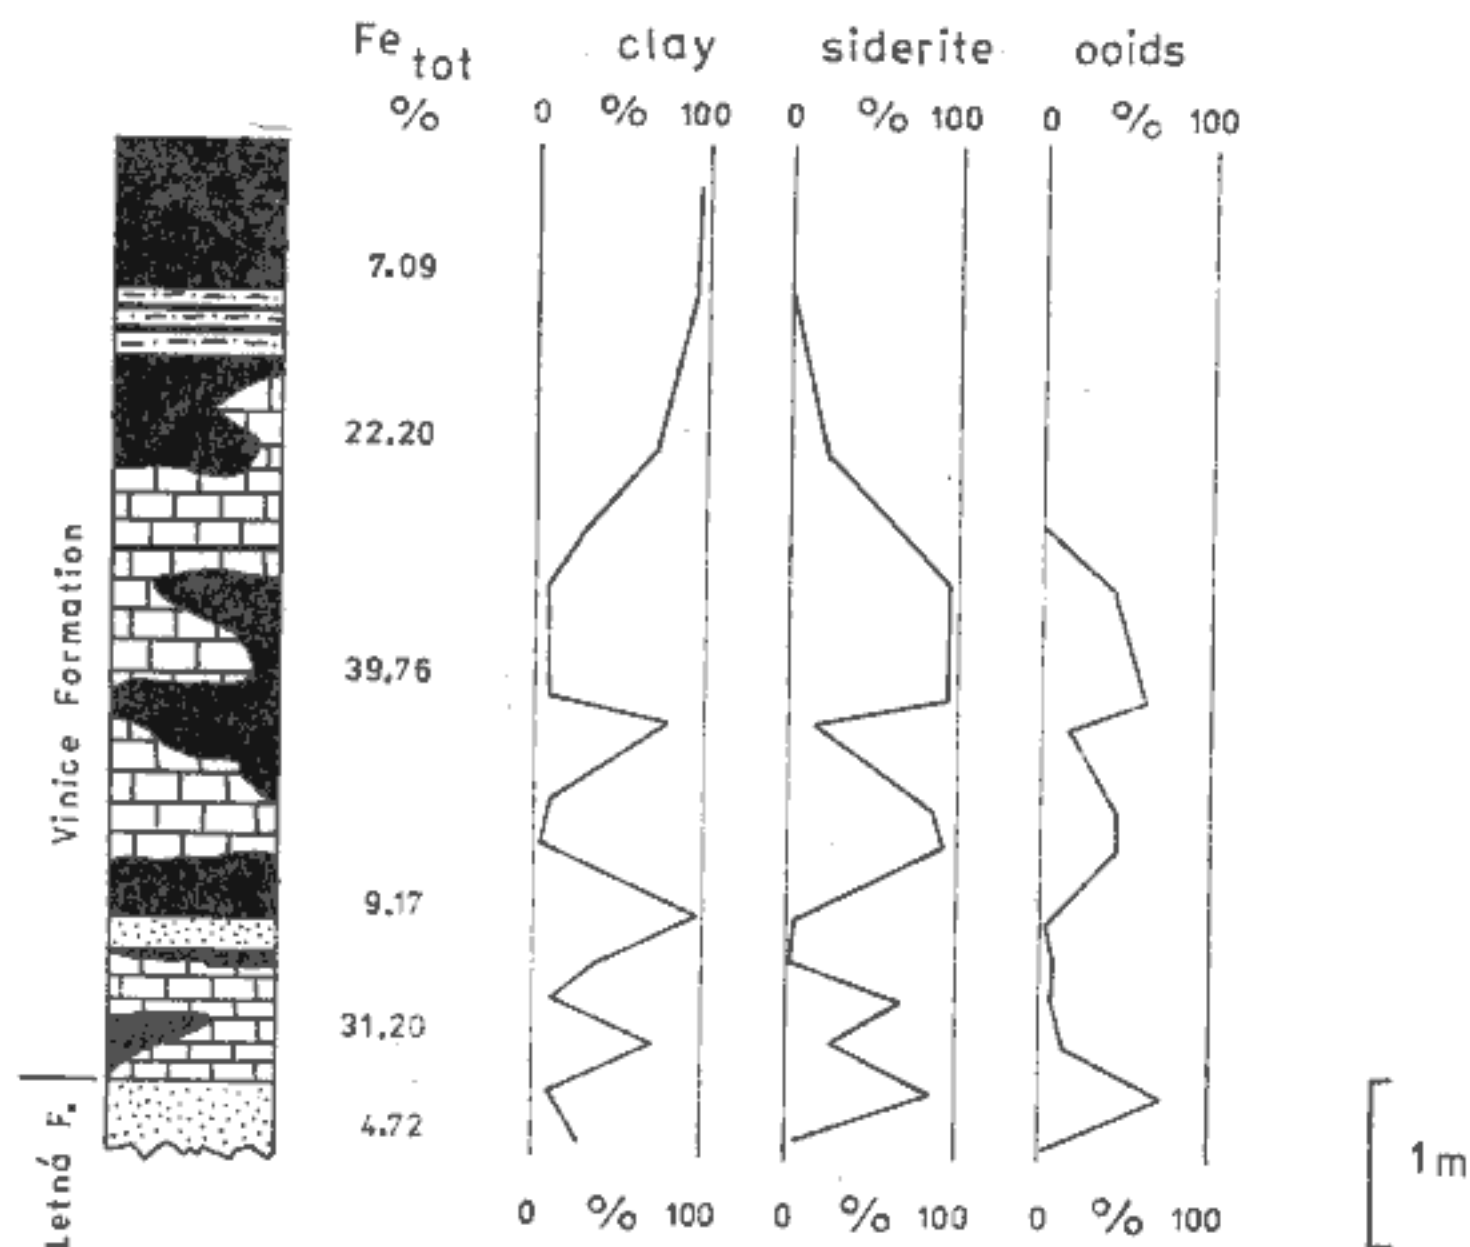 Fe tot clay siderite ooids
% 0 % 100 0 % 100 0 % 100
7.09
22.20
39,76
9.17
31,20
4.72
Vinice Formation
Letná F.
1m
0 % 100 0 % 100 0 % 100